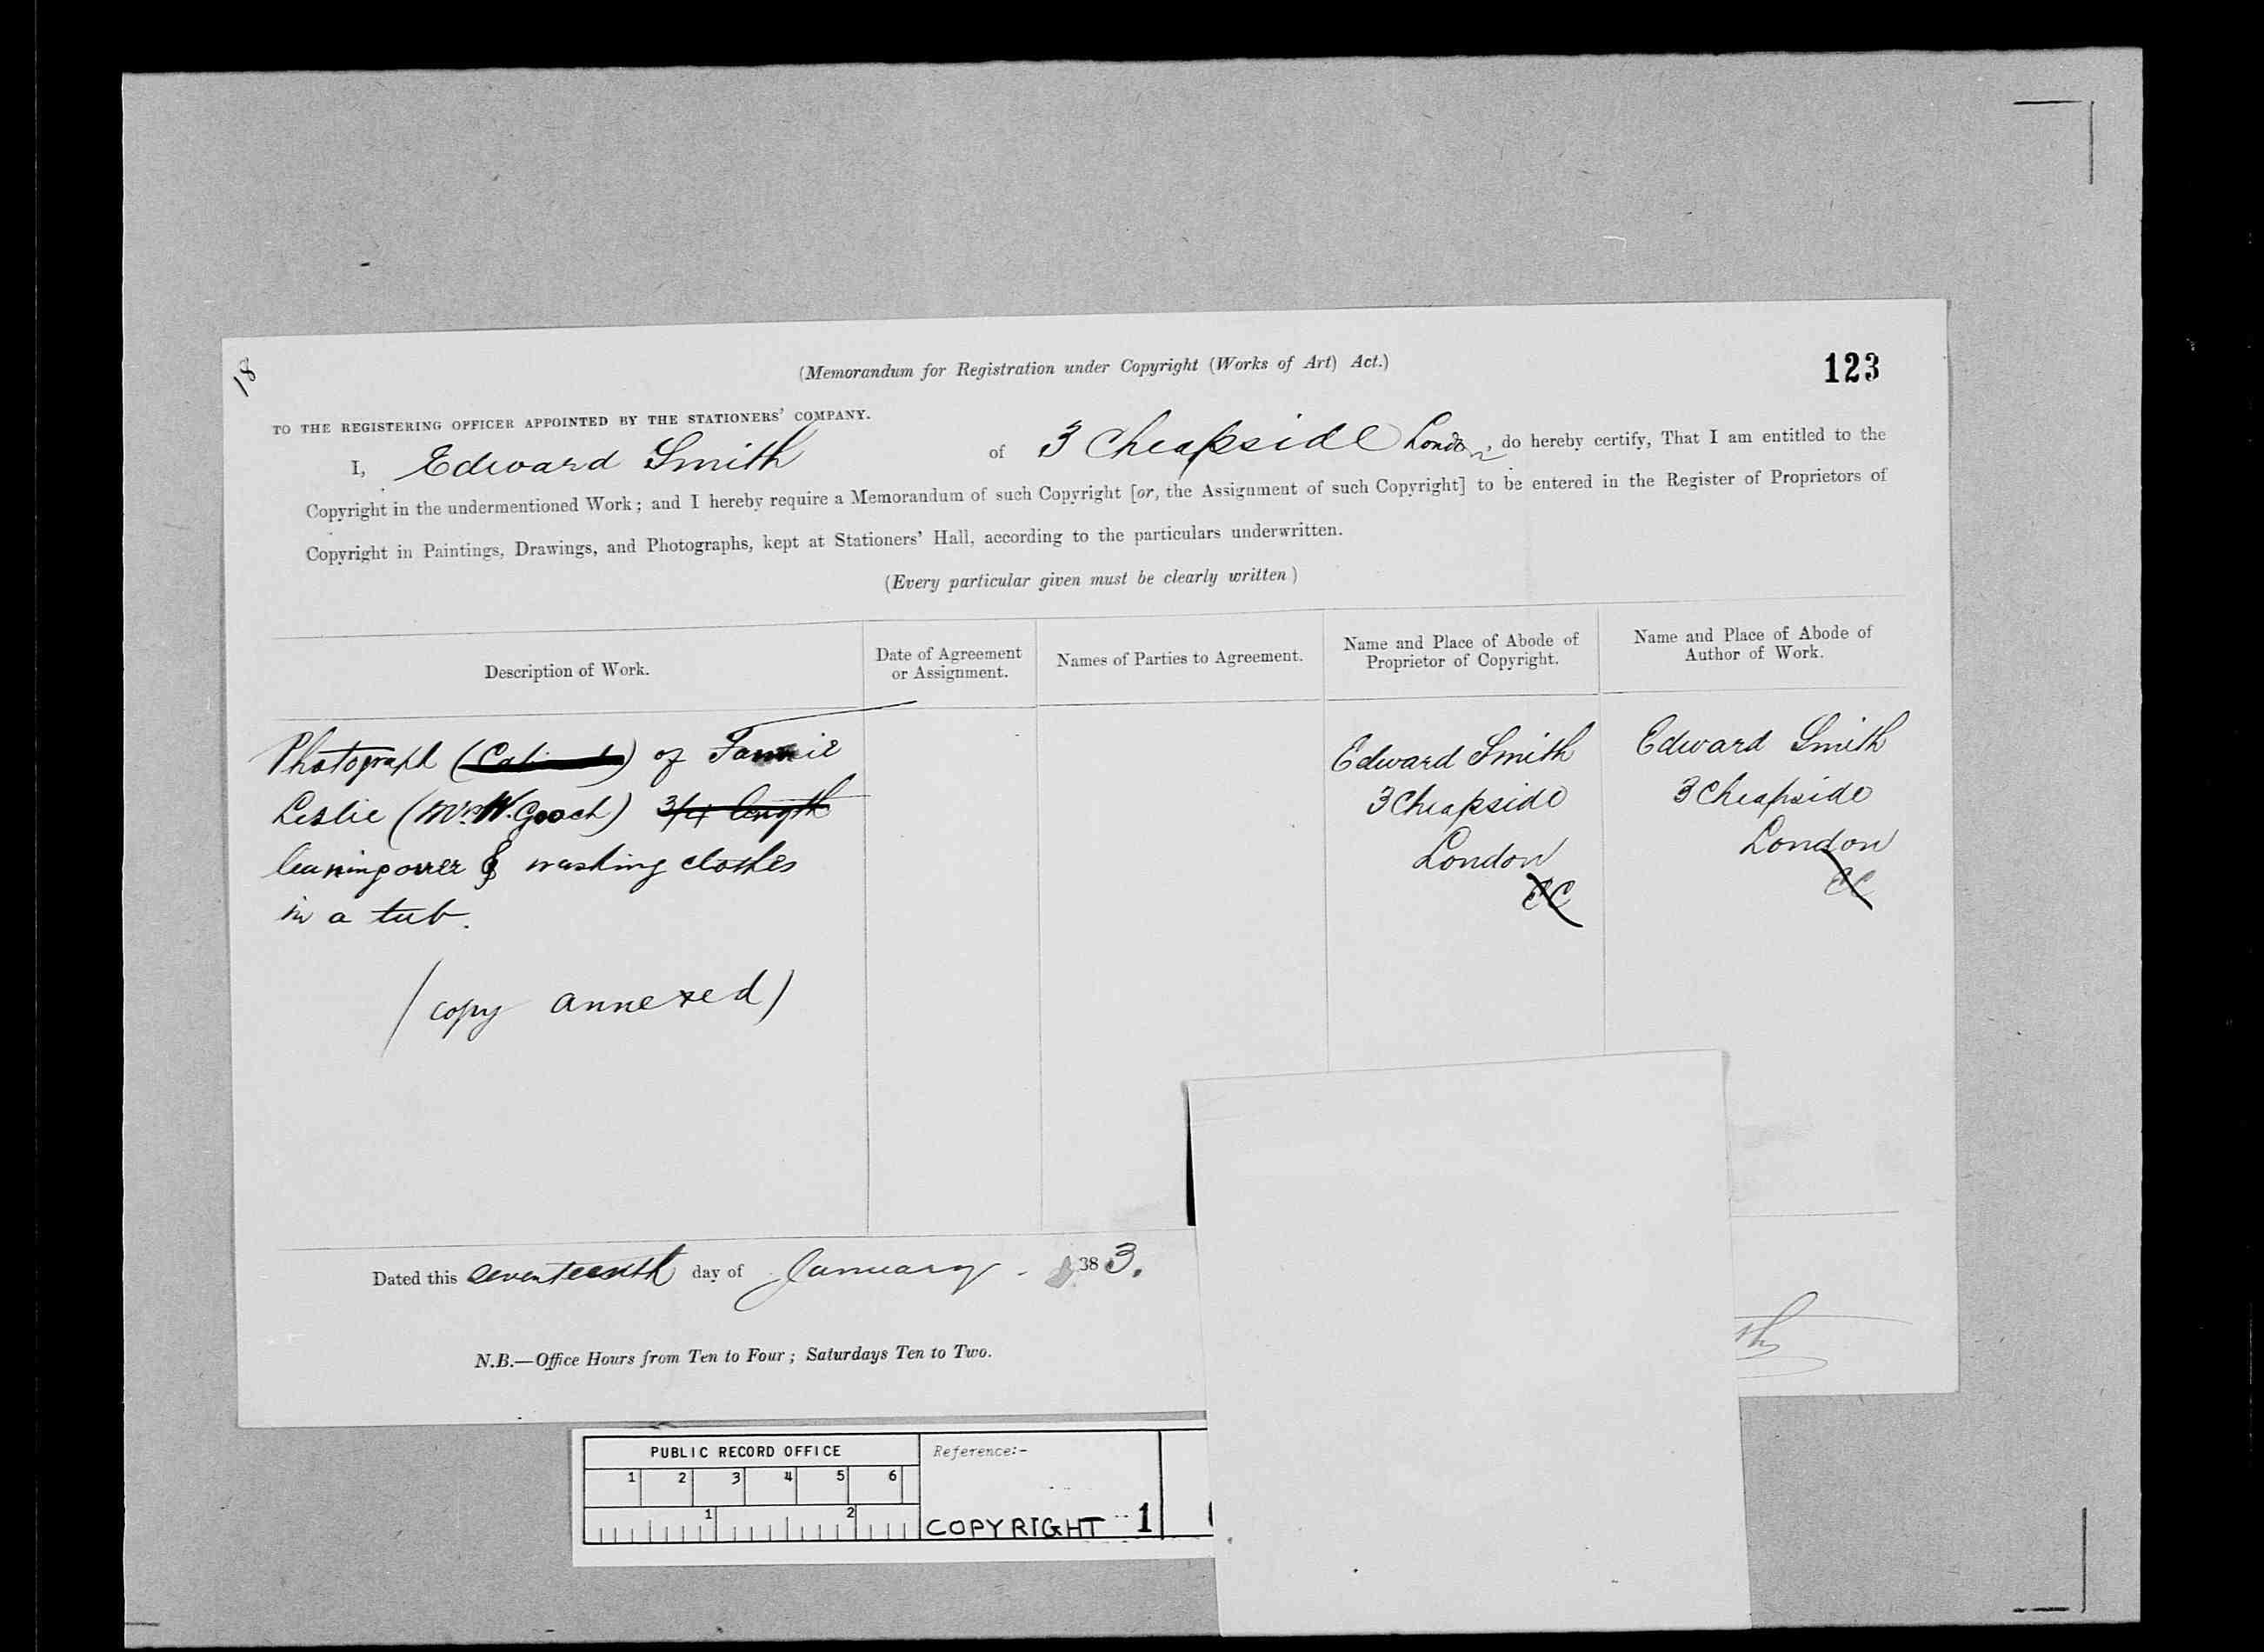 18
(Memorandum for Registration under Copyright (Works of Art) Act.)
123
TO THE REGISTERING OFFICER APPOINTED BY THE STATIONERS' COMPANY.
I, Edward Smith of 3 Cheapside London, do hereby certify, That I am entitled to the
Copyright in the undermentioned Work; and I hereby require a Memorandum of such Copyright [or, the Assignment of such Copyright] to be entered in the Register of Proprietors of
Copyright in Paintings, Drawings, and Photographs, kept at Stationers' Hall, according to the particulars underwritten.
(Every particular given must be clearly written)
Description of Work.
Date of Agreement
or Assignment.
Names of Parties to Agreement.
Name and Place of Abode of
Proprietor of Copyright.
Name and Place of Abode of
Author of Work.
Photograph of Fannie
Leslie (Mrs W. Gooch) 3/4 length
leaning over & washing clothes
in a tub.
(copy annexed)
Edward Smith
3 Cheapside
London
EC
Edward Smith
3 Cheapside
London
EC
Dated this seventeenth day of January 1883.
N.B.—Office Hours from Ten to Four; Saturdays Ten to Two.
PUBLIC RECORD OFFICE
1 2 3 4 5 6
1 2
Reference:-
COPYRIGHT 1